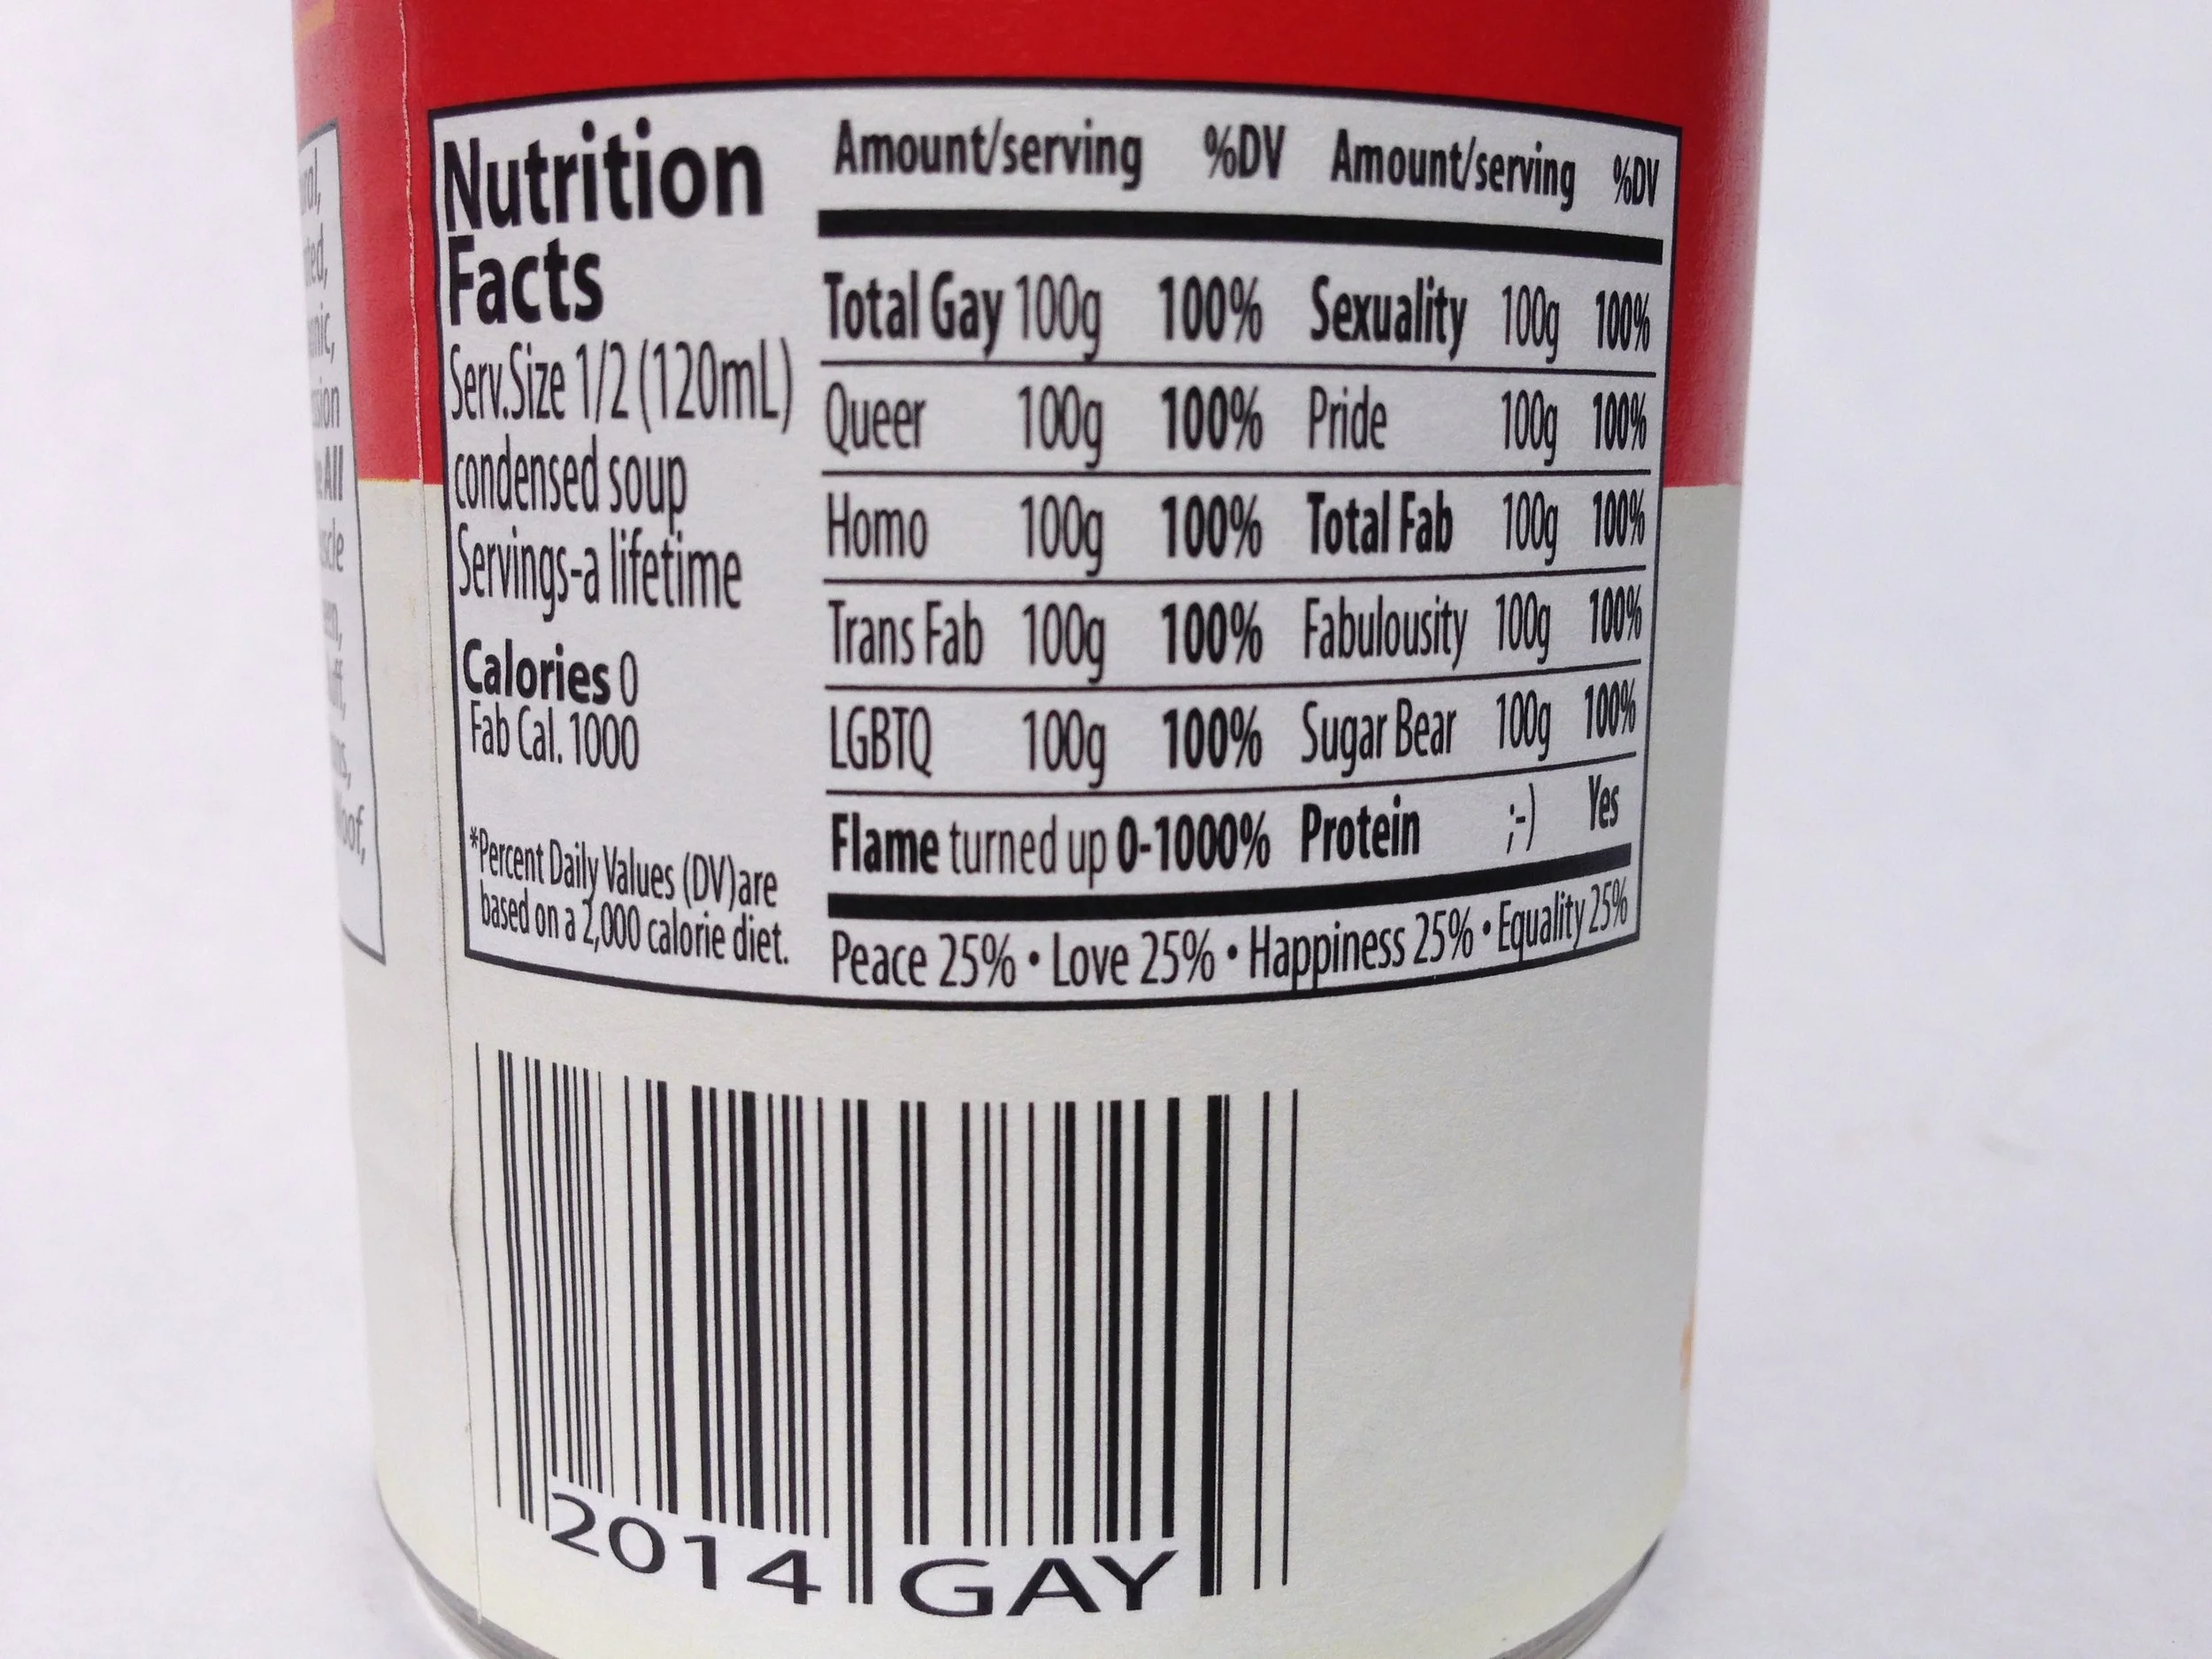 Nutrition
Facts
Serv.Size 1/2 (120mL)
condensed soup
Servings-a lifetime
Calories 0
Fab Cal. 1000
*Percent Daily Values (DV)are
based on a 2,000 calorie diet.
Amount/serving %DV Amount/serving %DV
Total Gay 100g 100% Sexuality 100g 100%
Queer 100g 100% Pride 100g 100%
Homo 100g 100% Total Fab 100g 100%
Trans Fab 100g 100% Fabulousity 100g 100%
LGBTQ 100g 100% Sugar Bear 100g 100%
Flame turned up 0-1000% Protein ;-) Yes
Peace 25% • Love 25% • Happiness 25% • Equality 25%
2014 GAY
All